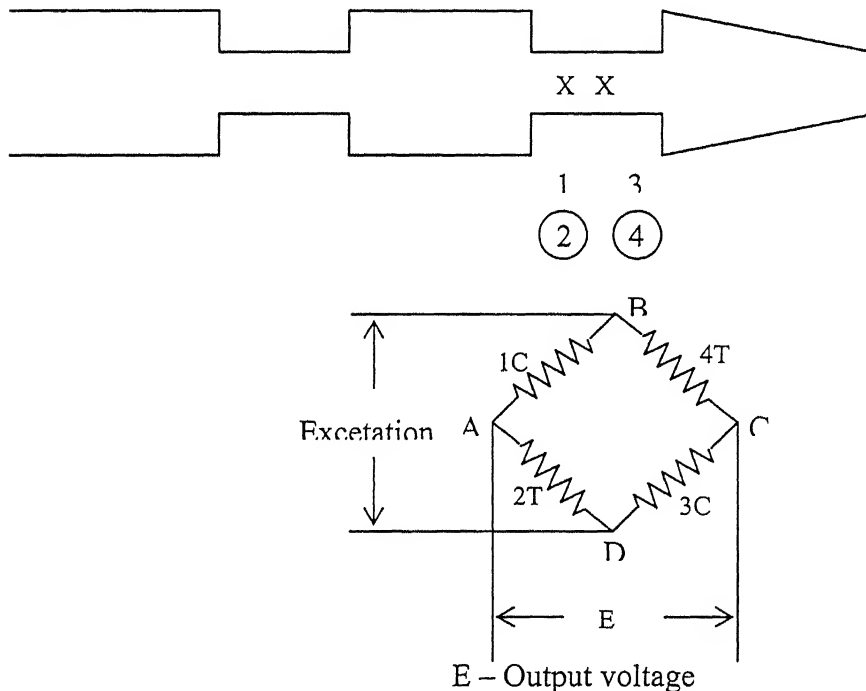 X X
1 3
2 4
B
1C 4T
Excetation A C
2T 3C
D
E
E – Output voltage